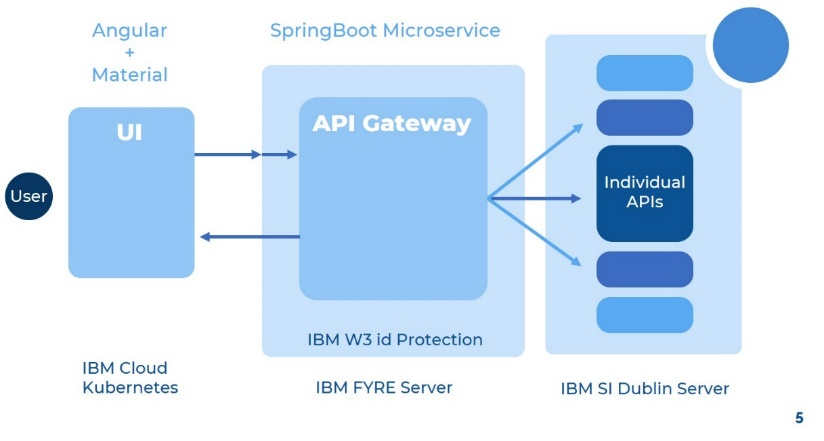 Angular
+
Material
SpringBoot Microservice
UI
API Gateway
User
Individual
APIs
IBM W3 id Protection
IBM Cloud
Kubernetes
IBM FYRE Server
IBM SI Dublin Server
5